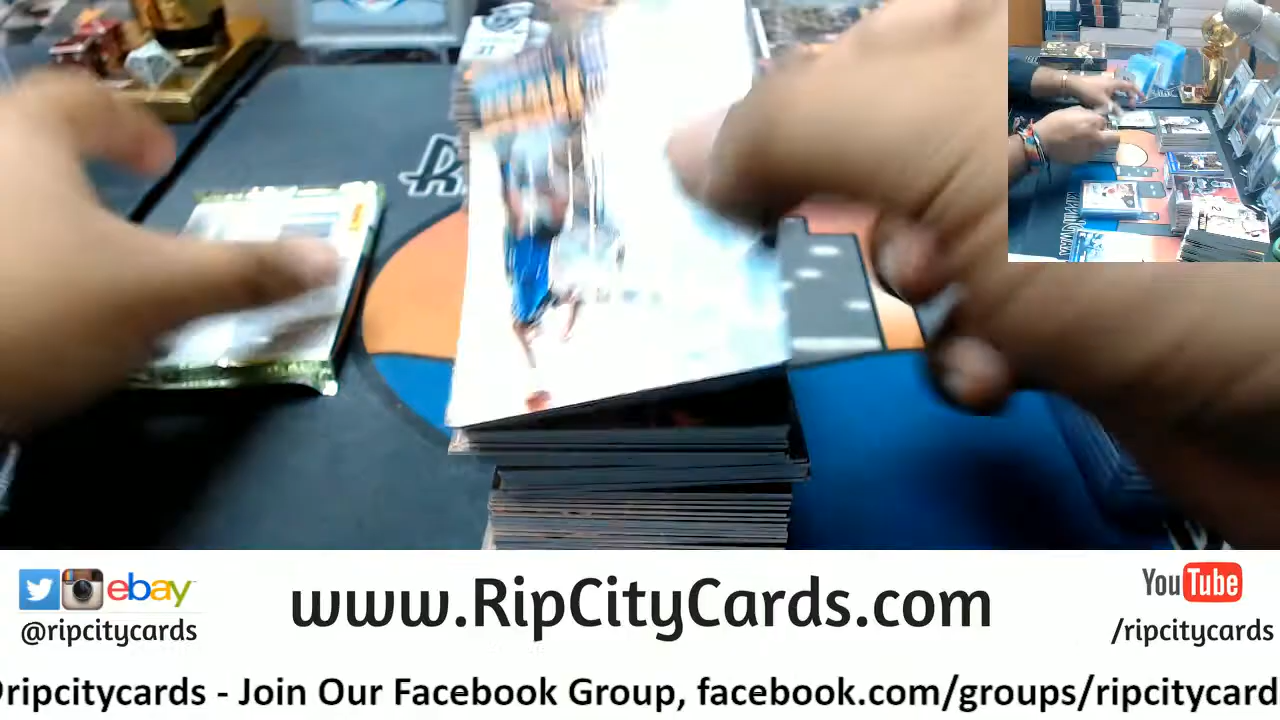 ebay
@ripcitycards
www.RipCityCards.com
YouTube
/ripcitycards
ripcitycards - Join Our Facebook Group, facebook.com/groups/ripcitycard